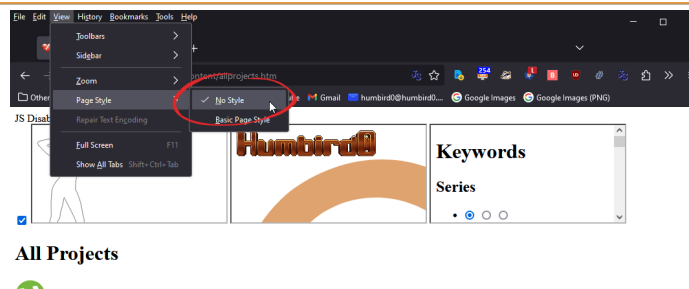 File Edit View History Bookmarks Tools Help
Toolbars
Sidebar
Zoom
Page Style
Repair Text Encoding
Full Screen F11
Show All Tabs Shift+Ctrl+Tab
No Style
Basic Page Style
ontent/allprojects.htm
254
Other
Gmail
humbird0@humbird0....
Google Images
Google Images (PNG)
JS Disab
Humbird0
Keywords
Series
All Projects